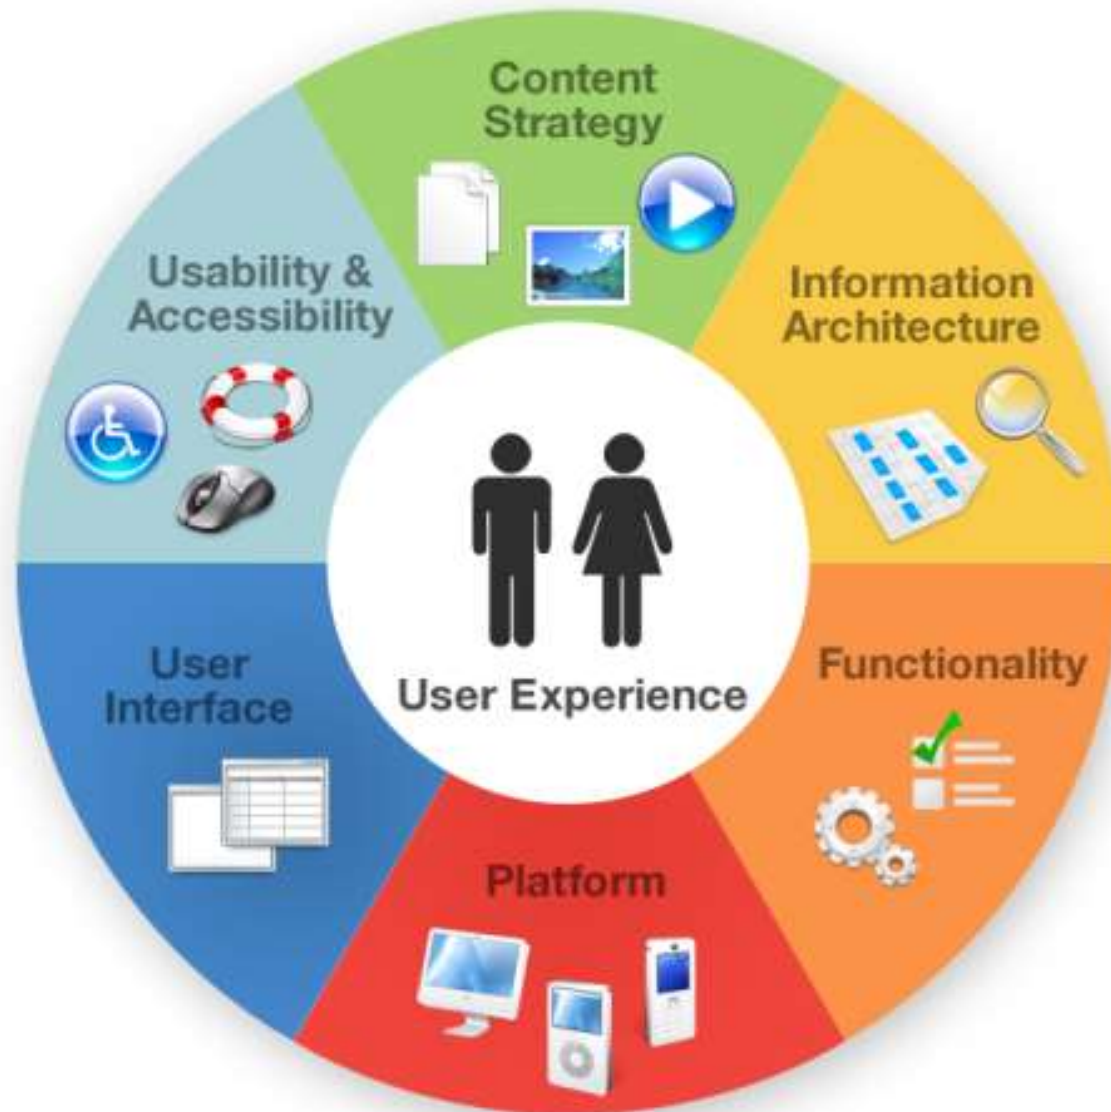 Content
Strategy
Information
Architecture
Functionality
Platform
User
Interface
Usability &
Accessibility
User Experience